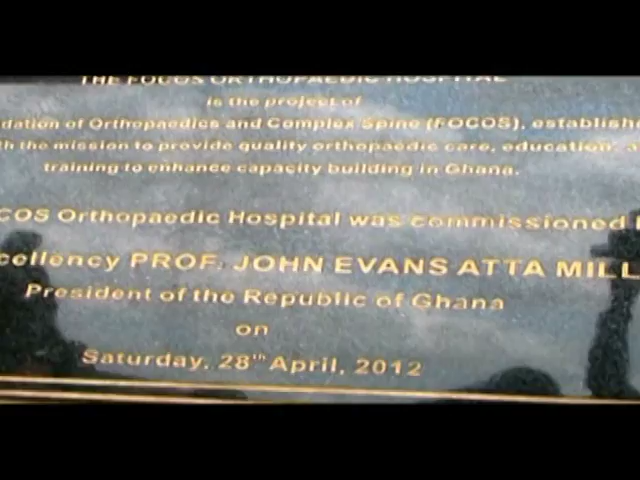 THE FOCOS ORTHOPAEDIC HOSPITAL
is the project of
dation of Orthopaedics and Complex Spine (FOCOS), establishe
h the mission to provide quality orthopaedic care, education, a
training to enhance capacity building in Ghana.
COS Orthopaedic Hospital was commissioned
cellency PROF. JOHN EVANS ATTA MILL
President of the Republic of Ghana
on
Saturday, 28th April, 2012